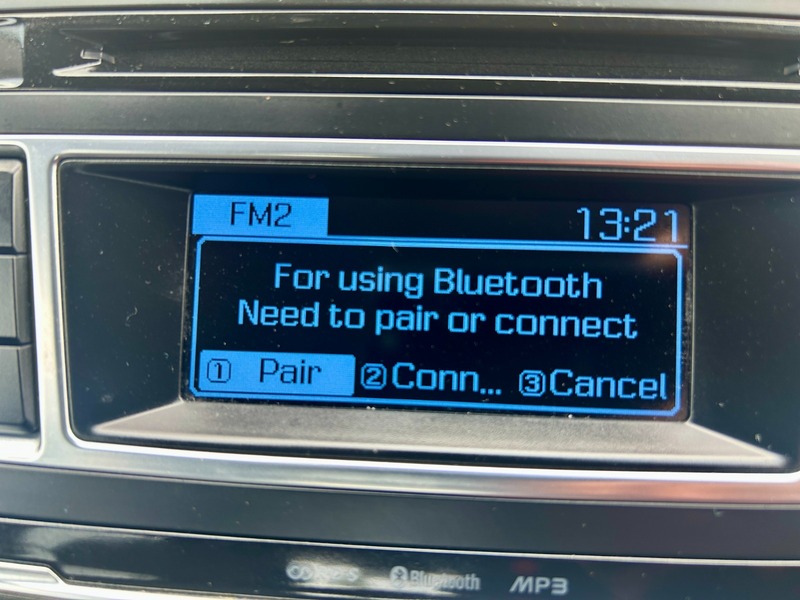 FM2 13:21
For using Bluetooth
Need to pair or connect
① Pair ②Conn... ③Cancel
Bluetooth MP3